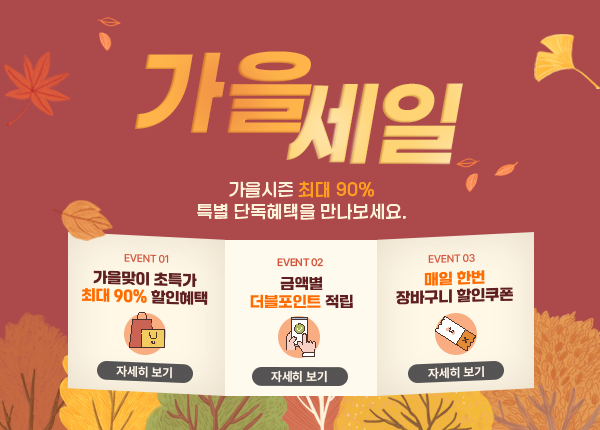 가을세일
가을시즌 최대 90%
특별 단독혜택을 만나보세요.
EVENT 01
가을맞이 초특가
최대 90% 할인혜택
자세히 보기
EVENT 02
금액별
더블포인트 적립
자세히 보기
EVENT 03
매일 한번
장바구니 할인쿠폰
자세히 보기